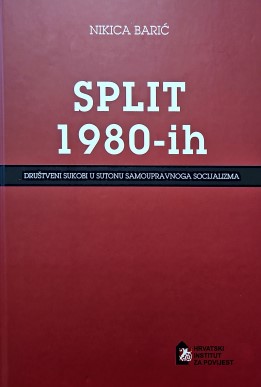 NIKICA BARIĆ
SPLIT
1980-ih
DRUŠTVENI SUKOBI U SUTONU SAMOUPRAVNOGA SOCIJALIZMA
HRVATSKI
INSTITUT
ZA POVIJEST